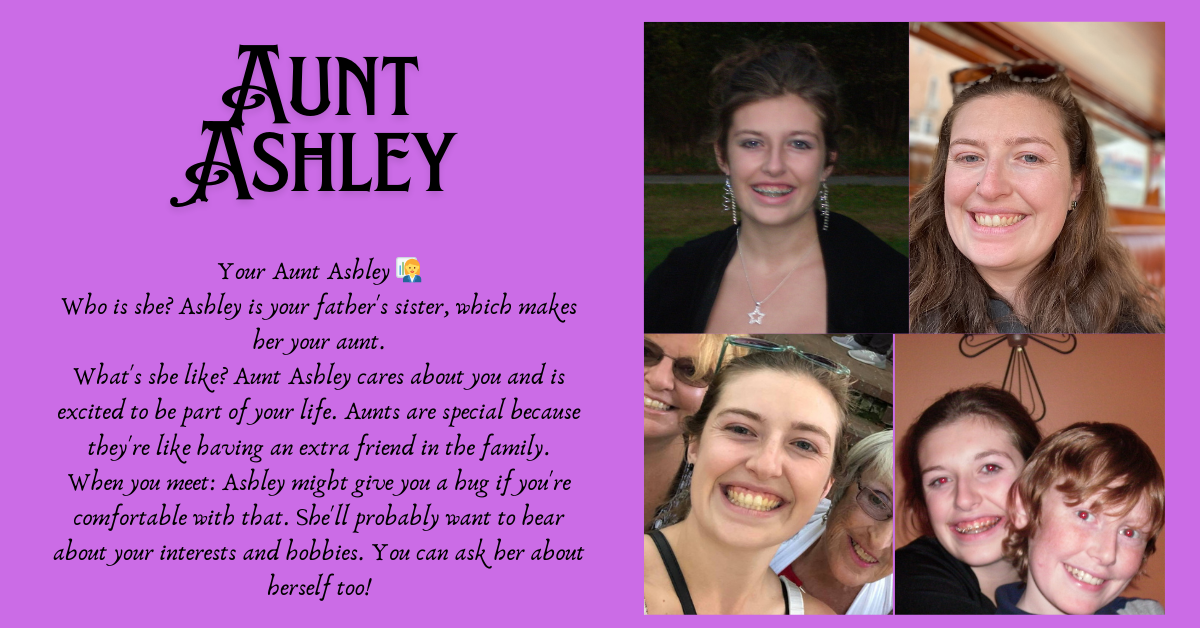 Aunt
Ashley
Your Aunt Ashley
Who is she? Ashley is your father's sister, which makes
her your aunt.
What's she like? Aunt Ashley cares about you and is
excited to be part of your life. Aunts are special because
they're like having an extra friend in the family.
When you meet: Ashley might give you a hug if you're
comfortable with that. She'll probably want to hear
about your interests and hobbies. You can ask her about
herself too!